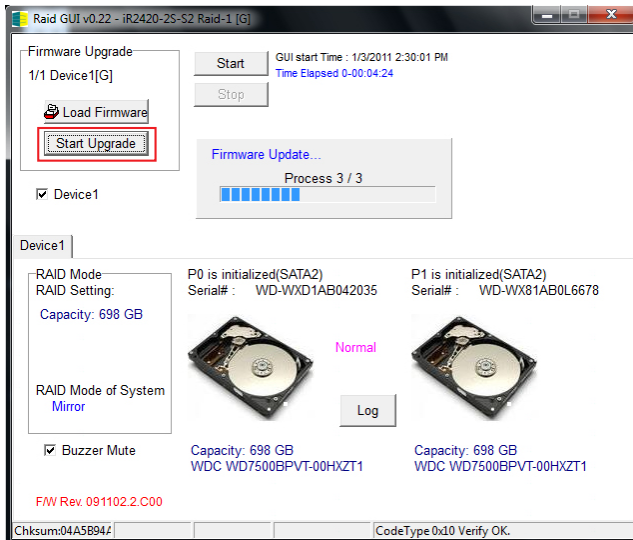 Raid GUI v0.22 - iR2420-2S-S2 Raid-1 [G]
Firmware Upgrade
1/1 Device1[G]
Load Firmware
Start Upgrade
Device1
Start
Stop
GUI start Time : 1/3/2011 2:30:01 PM
Time Elapsed 0-00:04:24
Firmware Update...
Process 3 / 3
Device1
RAID Mode
RAID Setting:
Capacity: 698 GB
RAID Mode of System
Mirror
Buzzer Mute
F/W Rev. 091102.2.C00
P0 is initialized(SATA2)
Serial# : WD-WXD1AB042035
Normal
Log
Capacity: 698 GB
WDC WD7500BPVT-00HXZT1
P1 is initialized(SATA2)
Serial# : WD-WX81AB0L6678
Capacity: 698 GB
WDC WD7500BPVT-00HXZT1
Chksum:04A5B94
CodeType 0x10 Verify OK.